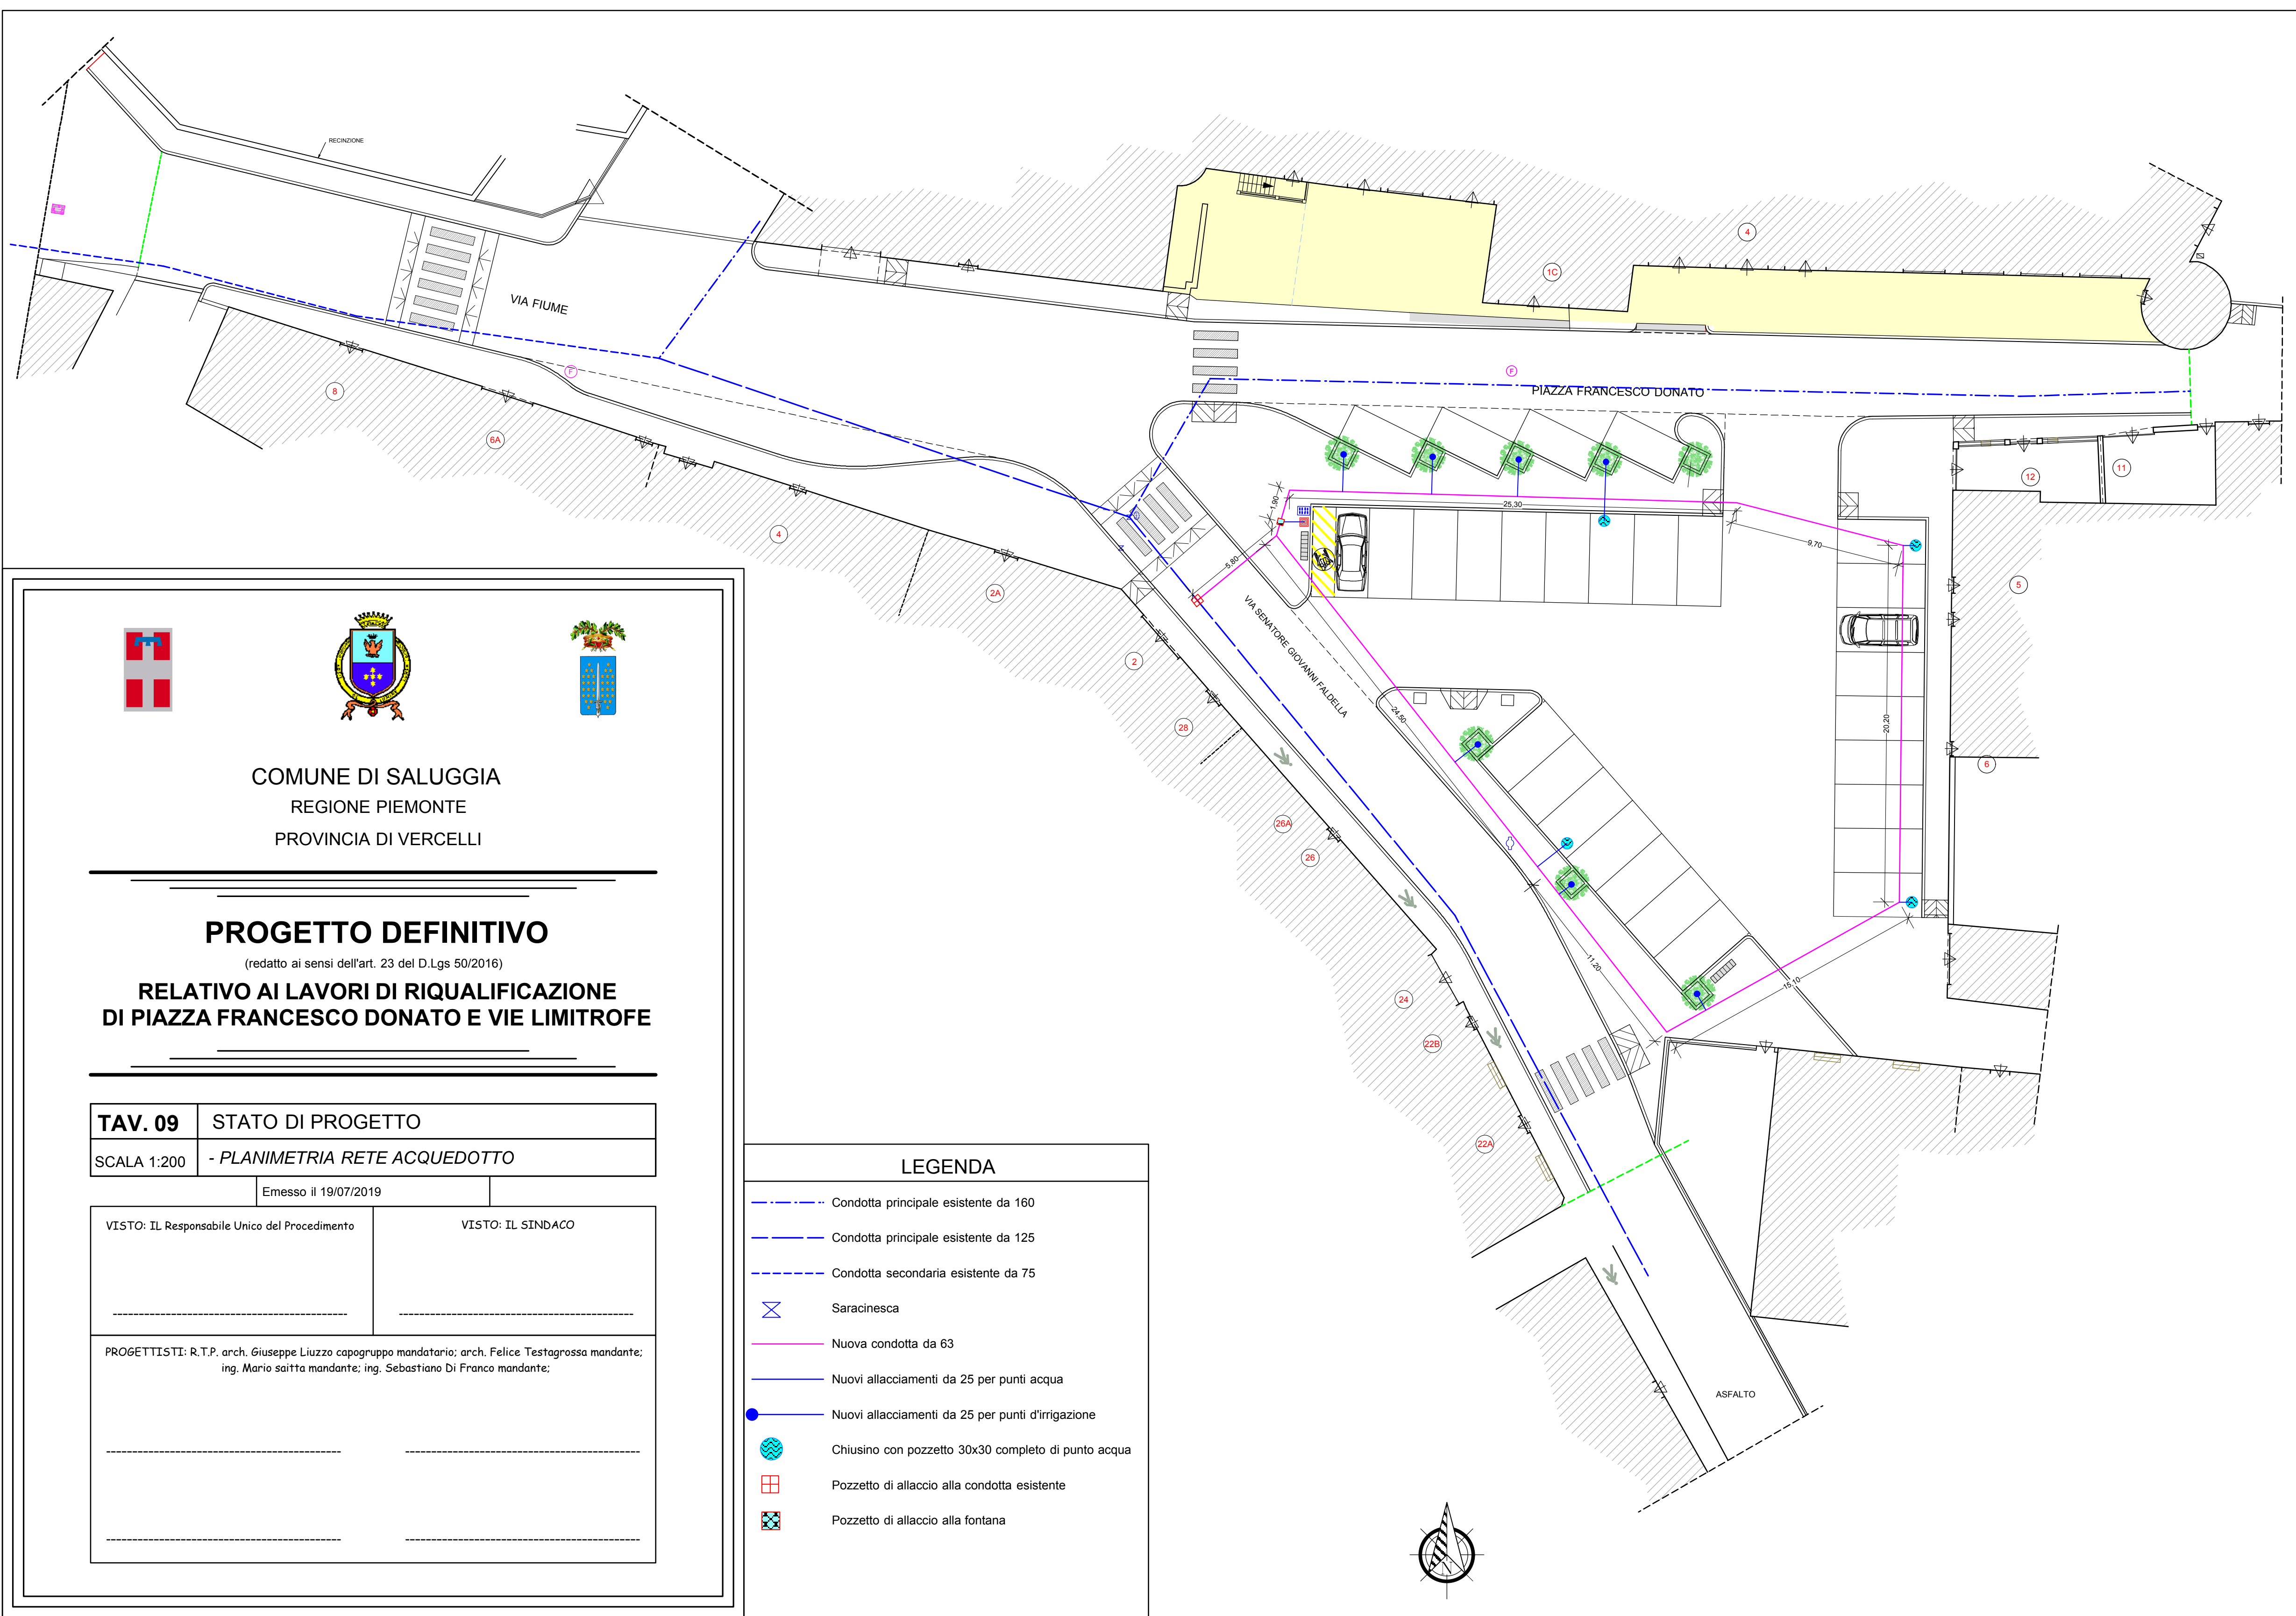 RECINZIONE
VIA FIUME
4
1C
F
F
PIAZZA FRANCESCO DONATO
8
6A
4
2A
12
11
1,90
25,30
9,70
5,80
5
2
VIA SENATORE GIOVANNI FALDELLA
24,50
20,20
6
28
26A
26
11,20
15,10
24
22B
22A
ASFALTO
N
COMUNE DI SALUGGIA
REGIONE PIEMONTE
PROVINCIA DI VERCELLI
PROGETTO DEFINITIVO
(redatto ai sensi dell'art. 23 del D.Lgs 50/2016)
RELATIVO AI LAVORI DI RIQUALIFICAZIONE
DI PIAZZA FRANCESCO DONATO E VIE LIMITROFE
TAV. 09 STATO DI PROGETTO
SCALA 1:200 - PLANIMETRIA RETE ACQUEDOTTO
Emesso il 19/07/2019
VISTO: IL Responsabile Unico del Procedimento
VISTO: IL SINDACO
PROGETTISTI: R.T.P. arch. Giuseppe Liuzzo capogruppo mandatario; arch. Felice Testagrossa mandante;
ing. Mario saitta mandante; ing. Sebastiano Di Franco mandante;
LEGENDA
Condotta principale esistente da 160
Condotta principale esistente da 125
Condotta secondaria esistente da 75
Saracinesca
Nuova condotta da 63
Nuovi allacciamenti da 25 per punti acqua
Nuovi allacciamenti da 25 per punti d'irrigazione
Chiusino con pozzetto 30x30 completo di punto acqua
Pozzetto di allaccio alla condotta esistente
Pozzetto di allaccio alla fontana